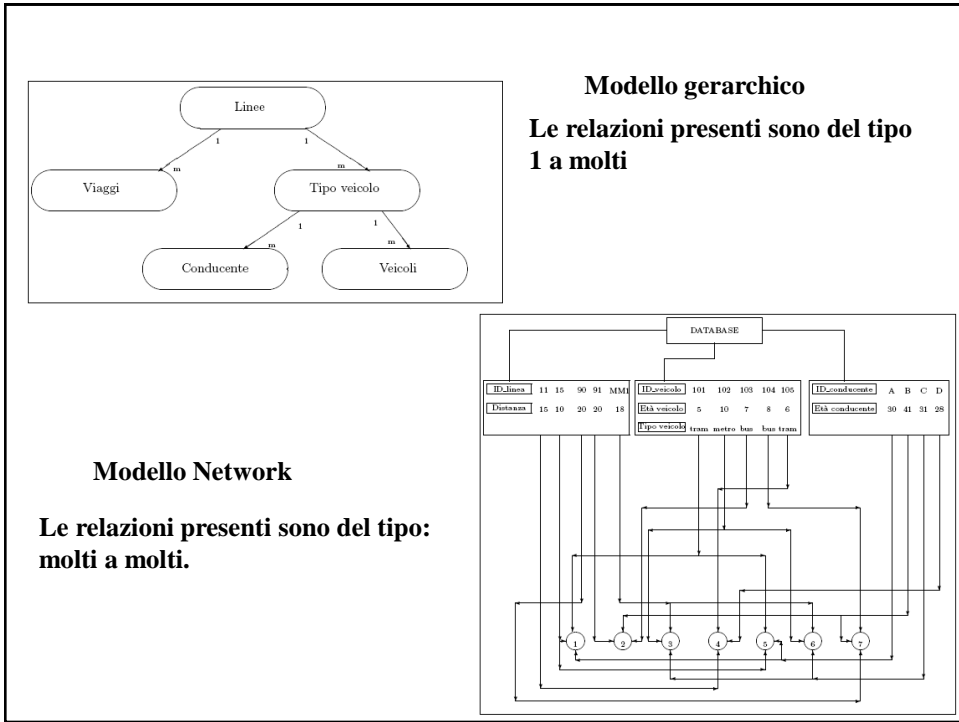 Modello gerarchico
Le relazioni presenti sono del tipo
1 a molti
Linee
1 1
m m
Viaggi Tipo veicolo
1 1
m m
Conducente Veicoli
Modello Network
Le relazioni presenti sono del tipo:
molti a molti.
DATABASE
ID_linea 11 15 90 91 MM1
Distanza 15 10 20 20 18
ID_veicolo 101 102 103 104 105
Età veicolo 5 10 7 8 6
Tipo veicolo tram metro bus bus tram
ID_conducente A B C D
Età conducente 30 41 31 28
1 2 3 4 5 6 7